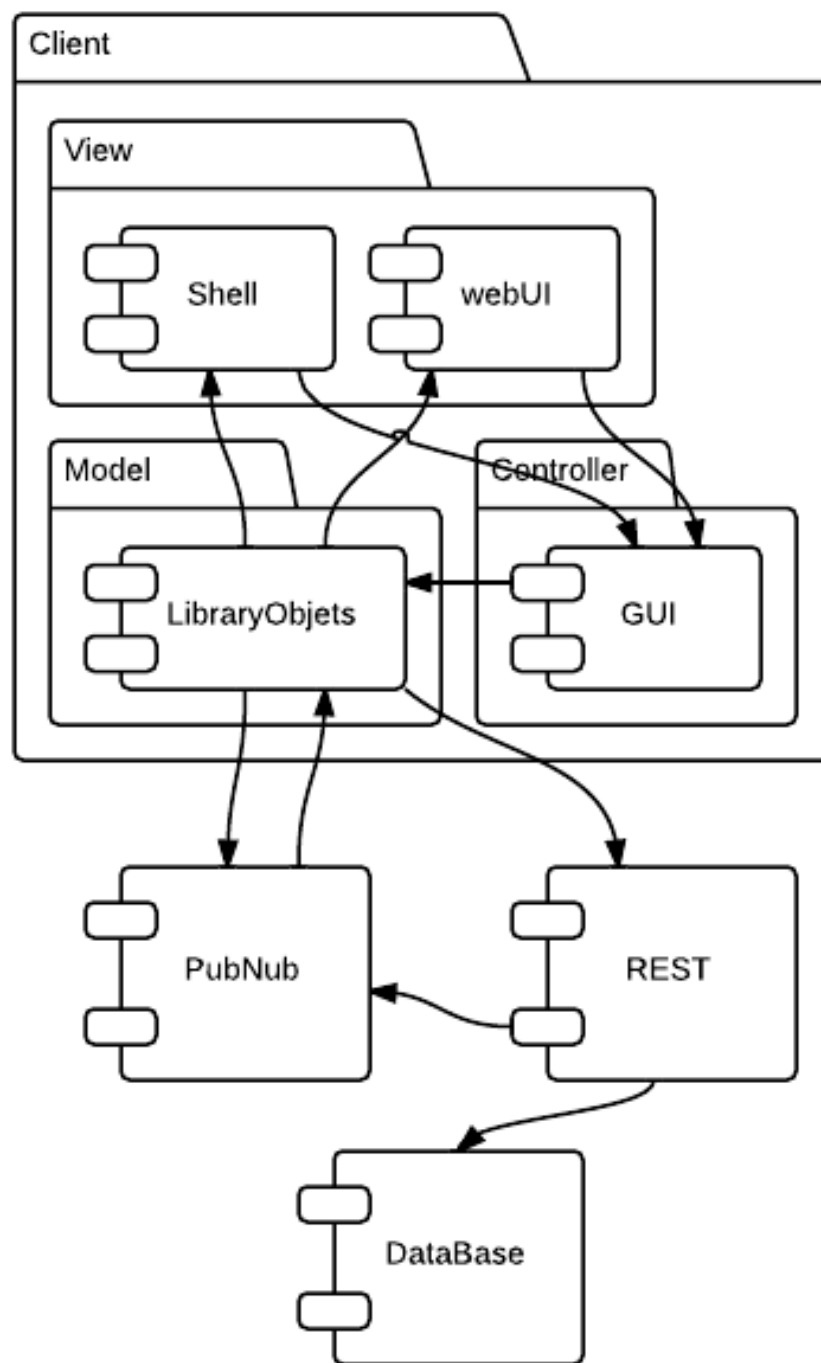 Client
View
Shell
webUI
Model
Controller
LibraryObjets
GUI
PubNub
REST
DataBase